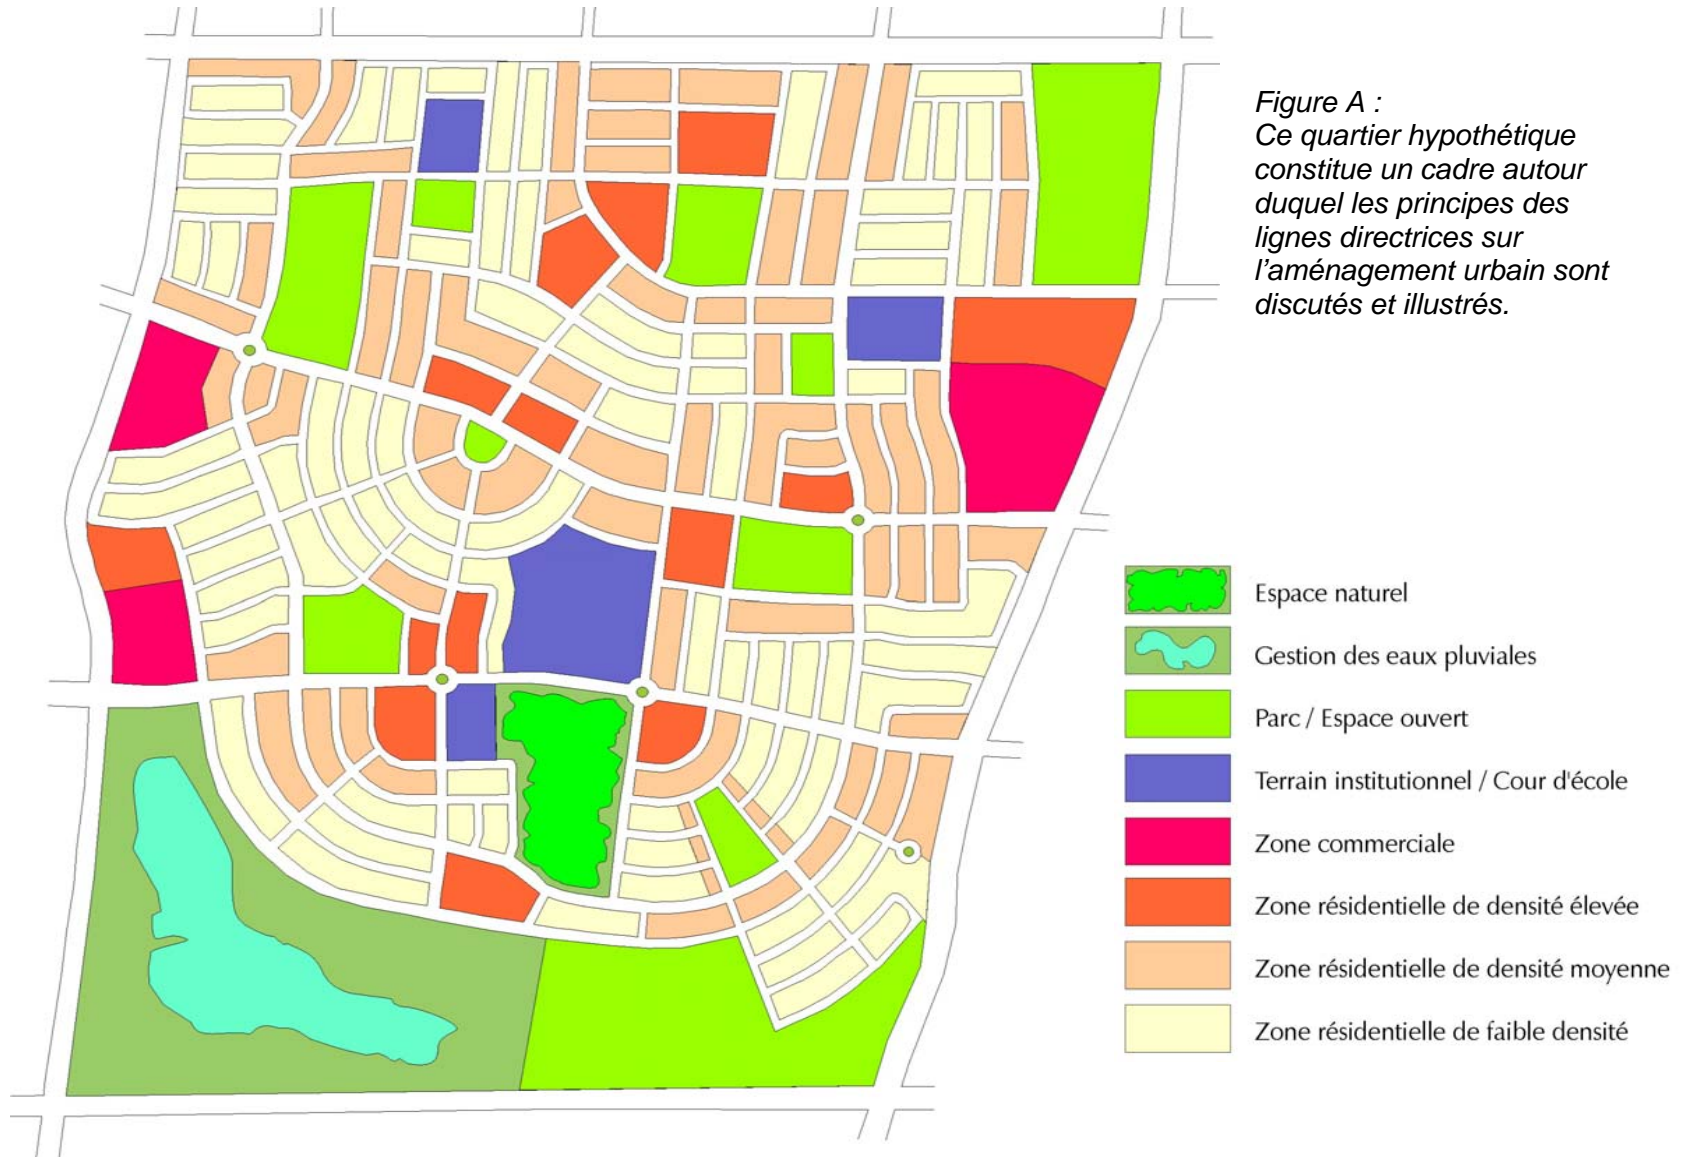 Figure A :
Ce quartier hypothétique
constitue un cadre autour
duquel les principes des
lignes directrices sur
l’aménagement urbain sont
discutés et illustrés.
Espace naturel
Gestion des eaux pluviales
Parc / Espace ouvert
Terrain institutionnel / Cour d'école
Zone commerciale
Zone résidentielle de densité élevée
Zone résidentielle de densité moyenne
Zone résidentielle de faible densité